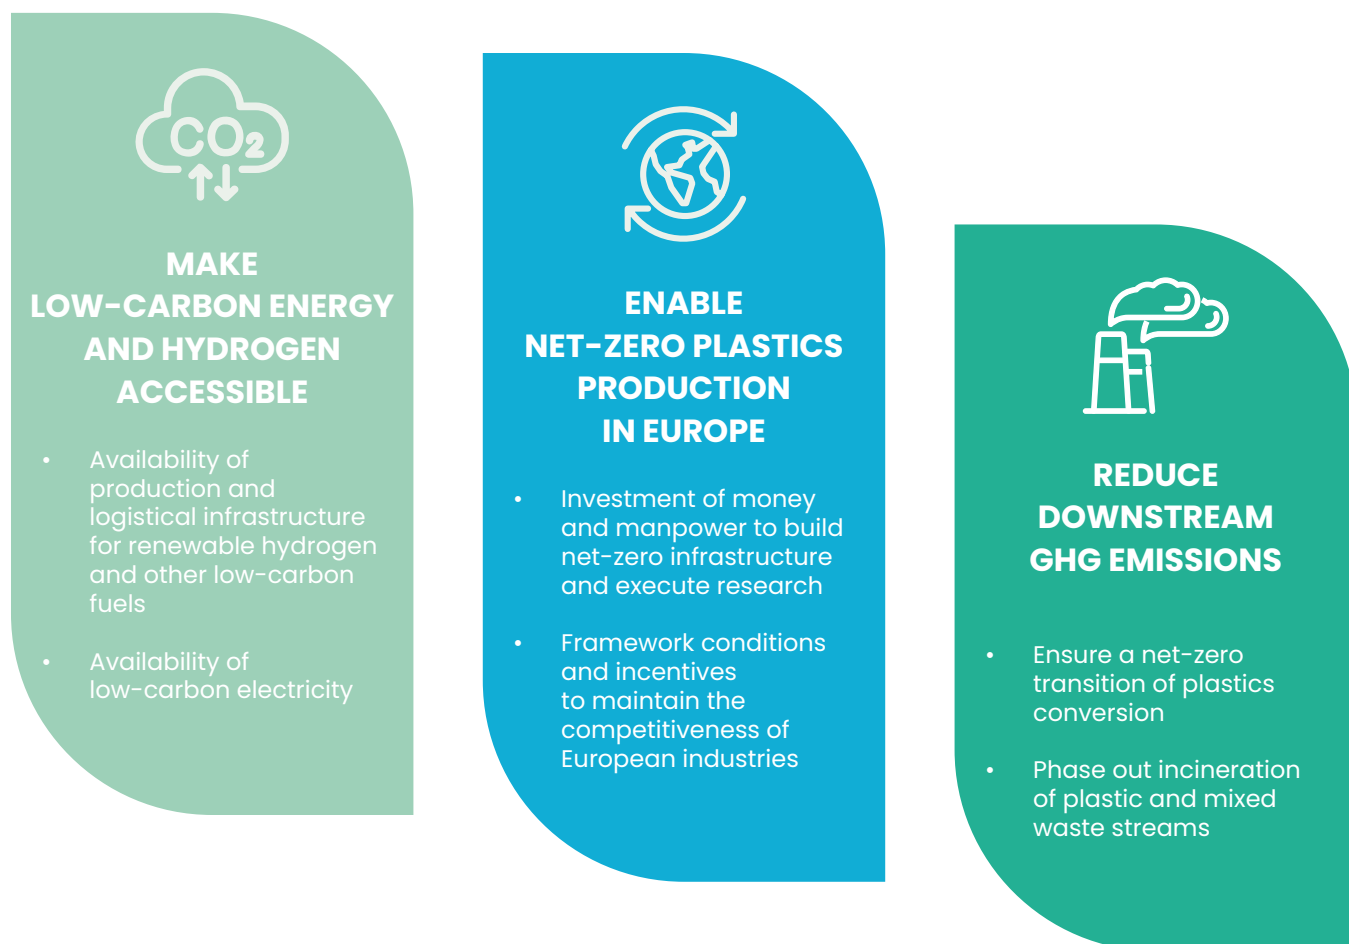 CO2
MAKE
LOW-CARBON ENERGY
AND HYDROGEN
ACCESSIBLE
• Availability of
production and
logistical infrastructure
for renewable hydrogen
and other low-carbon
fuels
• Availability of
low-carbon electricity
ENABLE
NET-ZERO PLASTICS
PRODUCTION
IN EUROPE
• Investment of money
and manpower to build
net-zero infrastructure
and execute research
• Framework conditions
and incentives
to maintain the
competitiveness of
European industries
REDUCE
DOWNSTREAM
GHG EMISSIONS
• Ensure a net-zero
transition of plastics
conversion
• Phase out incineration
of plastic and mixed
waste streams